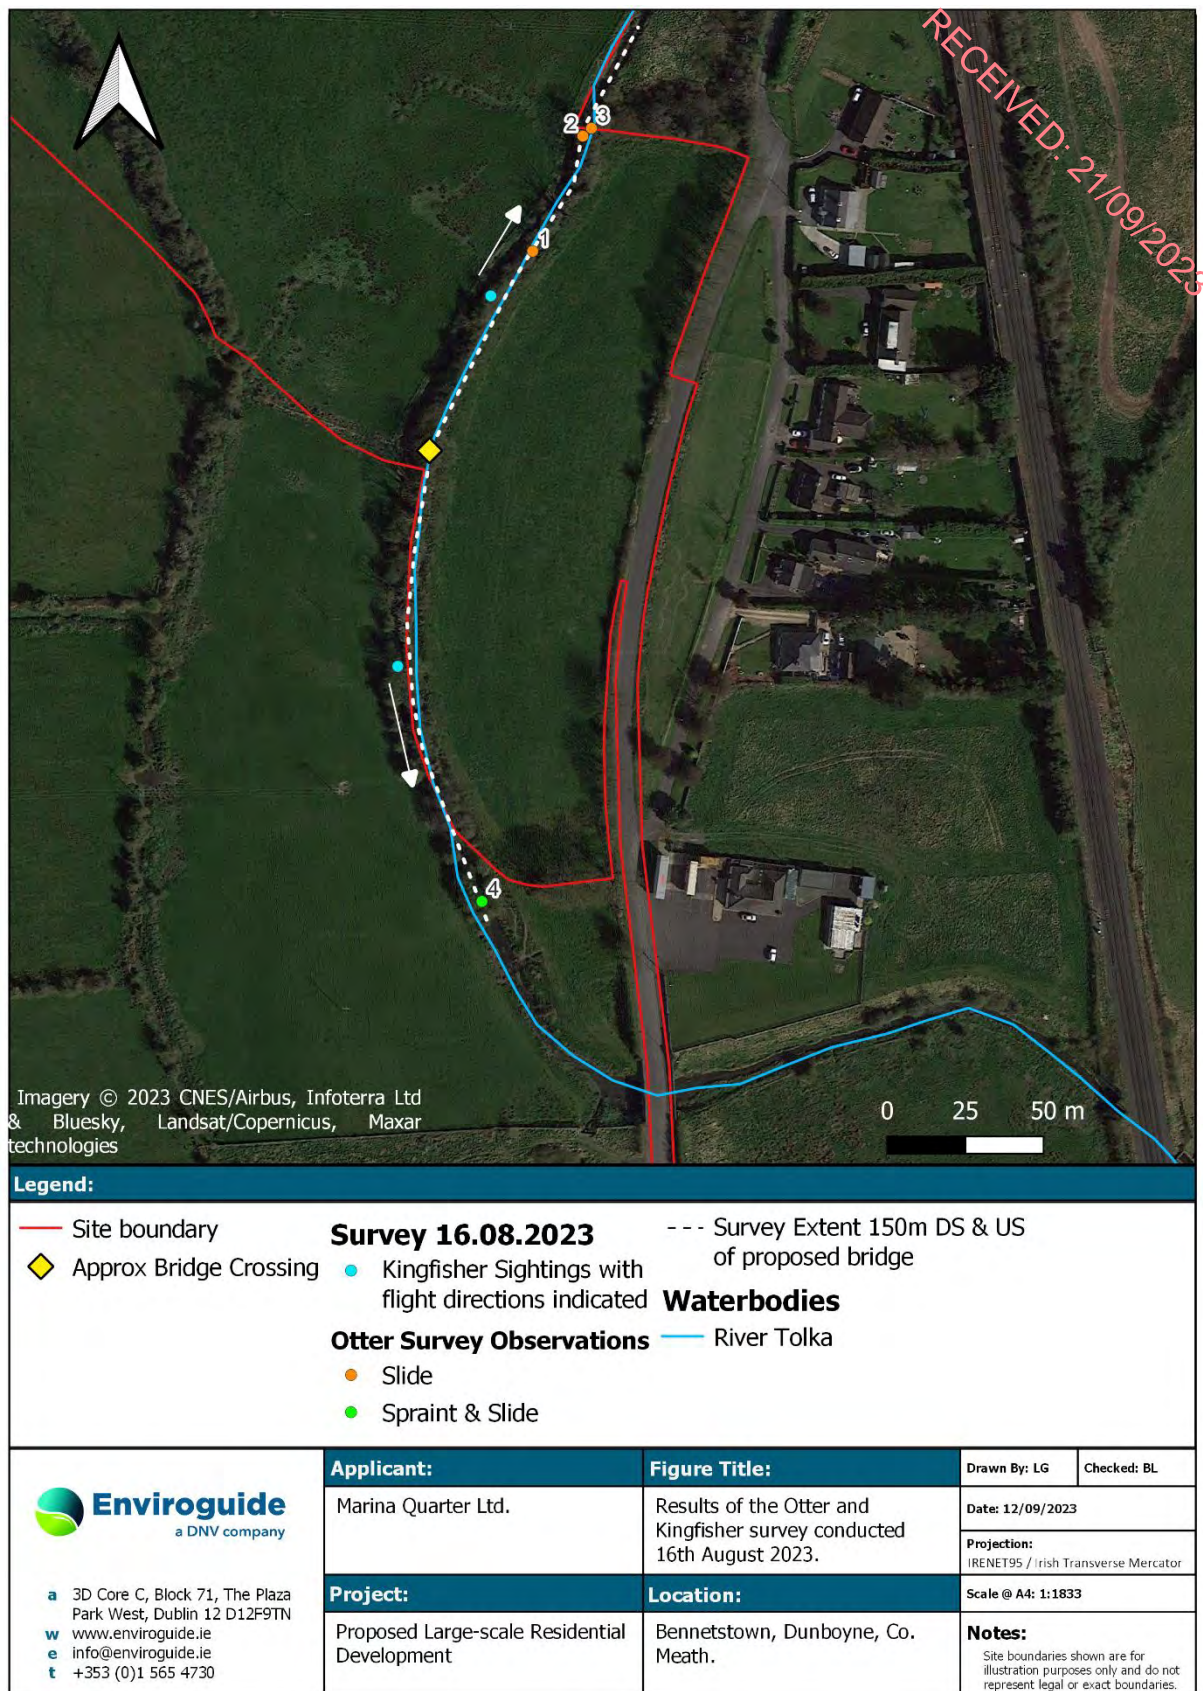 RECEIVED: 21/09/2023
2
3
1
4
Imagery © 2023 CNES/Airbus, Infoterra Ltd
& Bluesky, Landsat/Copernicus, Maxar
technologies
0 25 50 m
Legend:
Site boundary
Approx Bridge Crossing
Survey 16.08.2023
Kingfisher Sightings with
flight directions indicated
Otter Survey Observations
Slide
Spraint & Slide
Survey Extent 150m DS & US
of proposed bridge
Waterbodies
River Tolka
Enviroguide
a DNV company
a 3D Core C, Block 71, The Plaza
Park West, Dublin 12 D12F9TN
w www.enviroguide.ie
e info@enviroguide.ie
t +353 (0)1 565 4730
Applicant:
Marina Quarter Ltd.
Project:
Proposed Large-scale Residential
Development
Figure Title:
Results of the Otter and
Kingfisher survey conducted
16th August 2023.
Location:
Bennetstown, Dunboyne, Co.
Meath.
Drawn By: LG
Checked: BL
Date: 12/09/2023
Projection:
IRENET95 / Irish Transverse Mercator
Scale @ A4: 1:1833
Notes:
Site boundaries shown are for
illustration purposes only and do not
represent legal or exact boundaries.